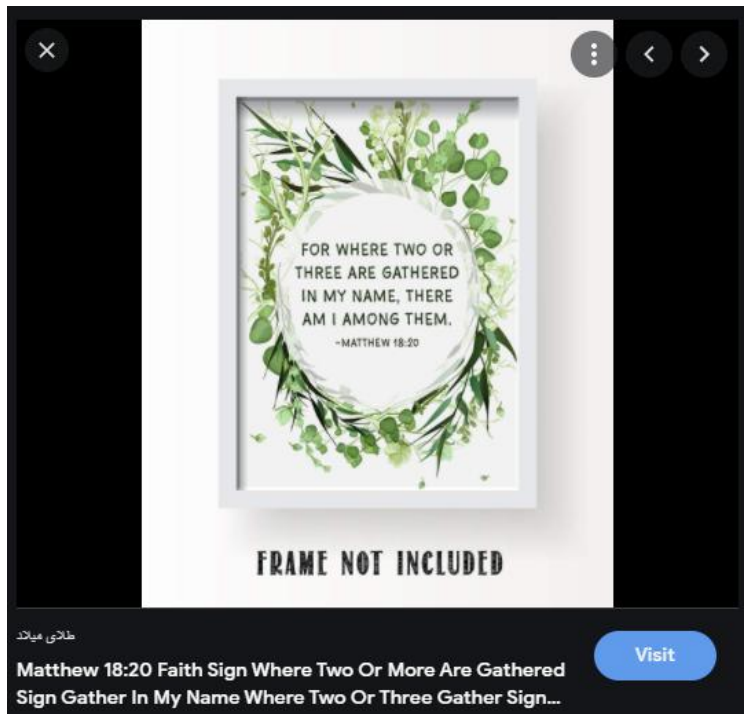 FOR WHERE TWO OR
THREE ARE GATHERED
IN MY NAME, THERE
AM I AMONG THEM.
~MATTHEW 18:20
FRAME NOT INCLUDED
طلای میلاد
Matthew 18:20 Faith Sign Where Two Or More Are Gathered
Sign Gather In My Name Where Two Or Three Gather Sign...
Visit